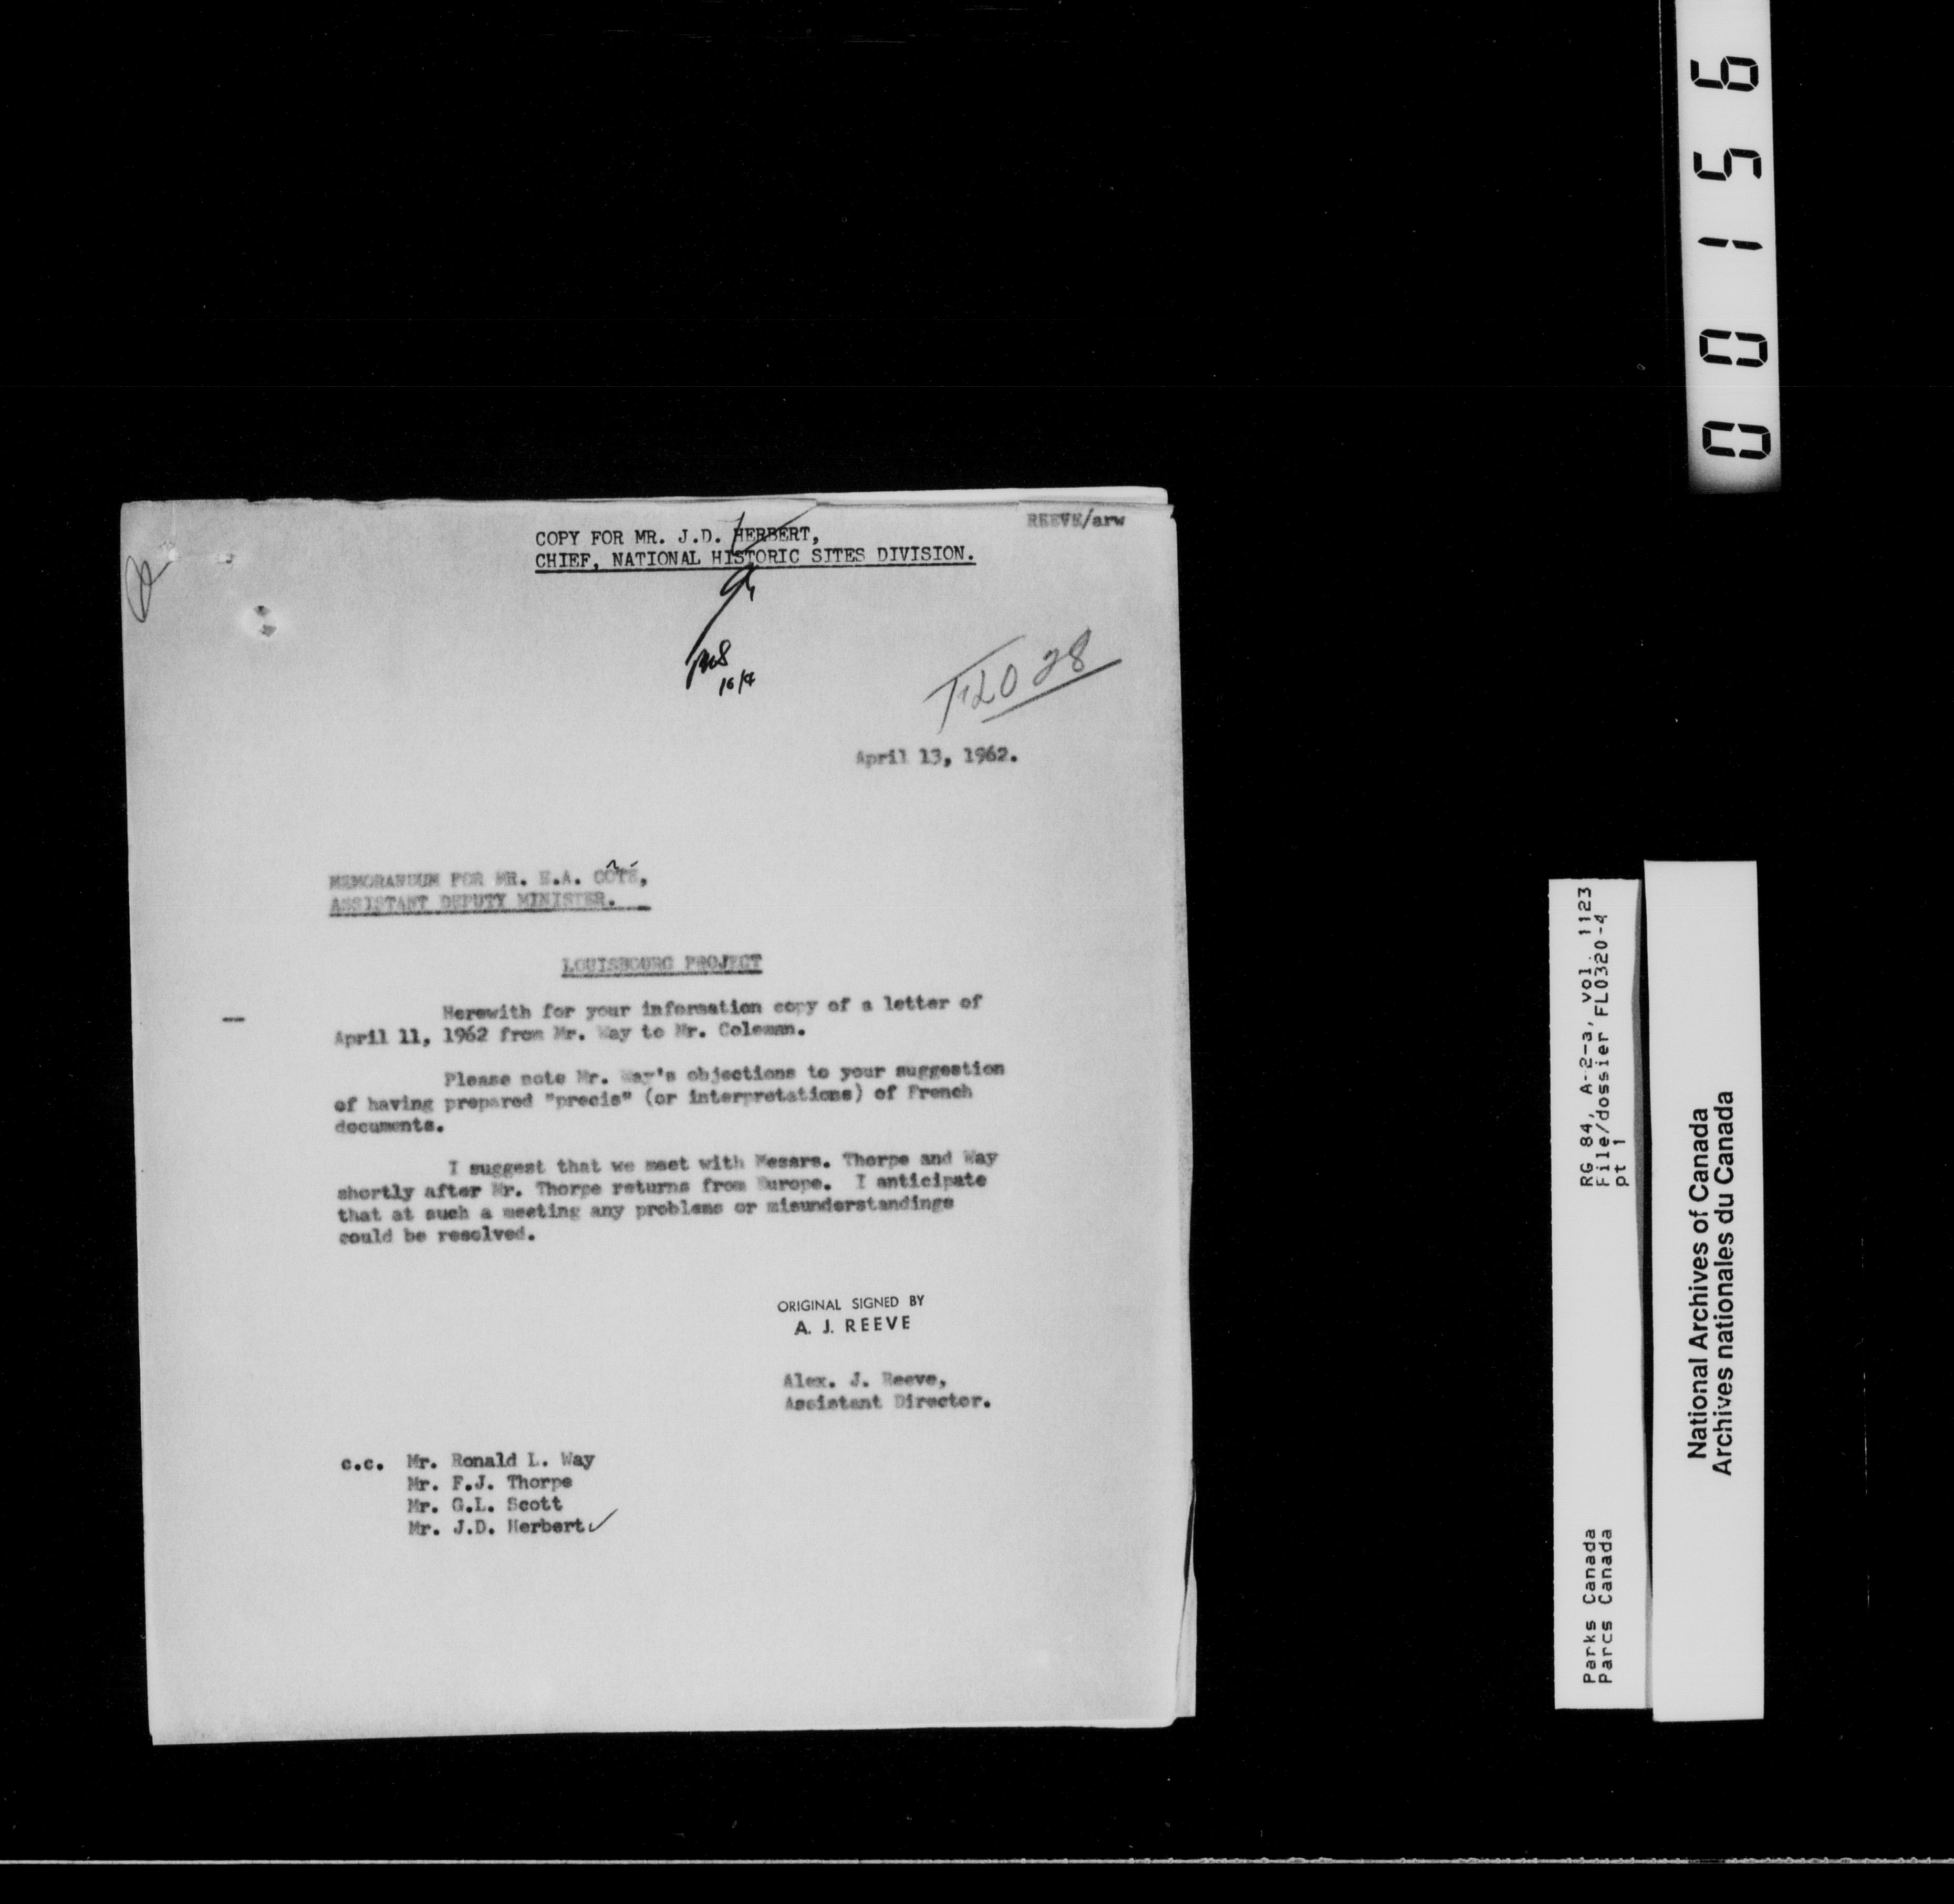 COPY FOR MR. J.D. HERBERT,
CHIEF, NATIONAL HISTORIC SITES DIVISION.
REEVE/arw
16/4
T2028
April 13, 1962.
MEMORANDUM FOR MR. E.A. CÔTÉ,
ASSISTANT DEPUTY MINISTER.
LOUISBOURG PROJECT
Herewith for your information copy of a letter of
April 11, 1962 from Mr. Way to Mr. Coleman.
Please note Mr. Way's objections to your suggestion
of having prepared "precis" (or interpretations) of French
documents.
I suggest that we meet with Messrs. Thorpe and Way
shortly after Mr. Thorpe returns from Europe. I anticipate
that at such a meeting any problems or misunderstandings
could be resolved.
ORIGINAL SIGNED BY
A. J. REEVE
Alex. J. Reeve,
Assistant Director.
c.c. Mr. Ronald L. Way
Mr. F.J. Thorpe
Mr. G.L. Scott
Mr. J.D. Herbert ✓
00156
RG 84, A-2-a, vol. 1123
File/dossier FL0320-4
pt 1
Parks Canada
Parcs Canada
National Archives of Canada
Archives nationales du Canada